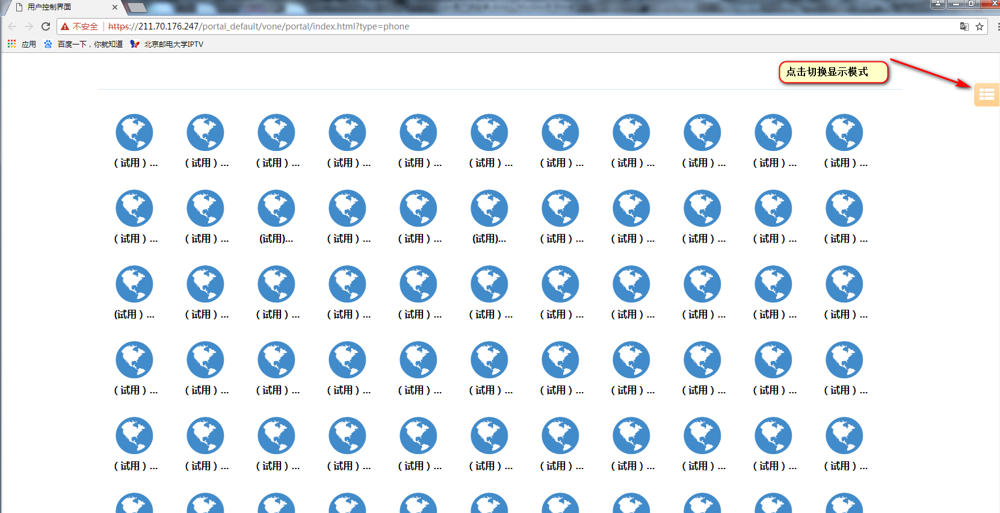 用户控制界面
不安全 https://211.70.176.247/portal_default/vone/portal/index.html?type=phone
应用 百度一下，你就知道 北京邮电大学IPTV
点击切换显示模式
（试用）... （试用）... （试用）... （试用）... （试用）... （试用）... （试用）... （试用）... （试用）... （试用）... （试用）...
（试用）... （试用）... (试用)... （试用）... （试用）... (试用)... （试用）... （试用）... （试用）... （试用）... （试用）...
(试用）... （试用）... （试用）... （试用）... （试用）... （试用）... （试用）... （试用）... （试用）... （试用）... （试用）...
（试用）... （试用）... （试用）... （试用）... （试用）... （试用）... （试用）... （试用）... （试用）... （试用）... （试用）...
（试用）... （试用）... （试用）... （试用）... （试用）... （试用）... （试用）... （试用）... （试用）... （试用）... （试用）...